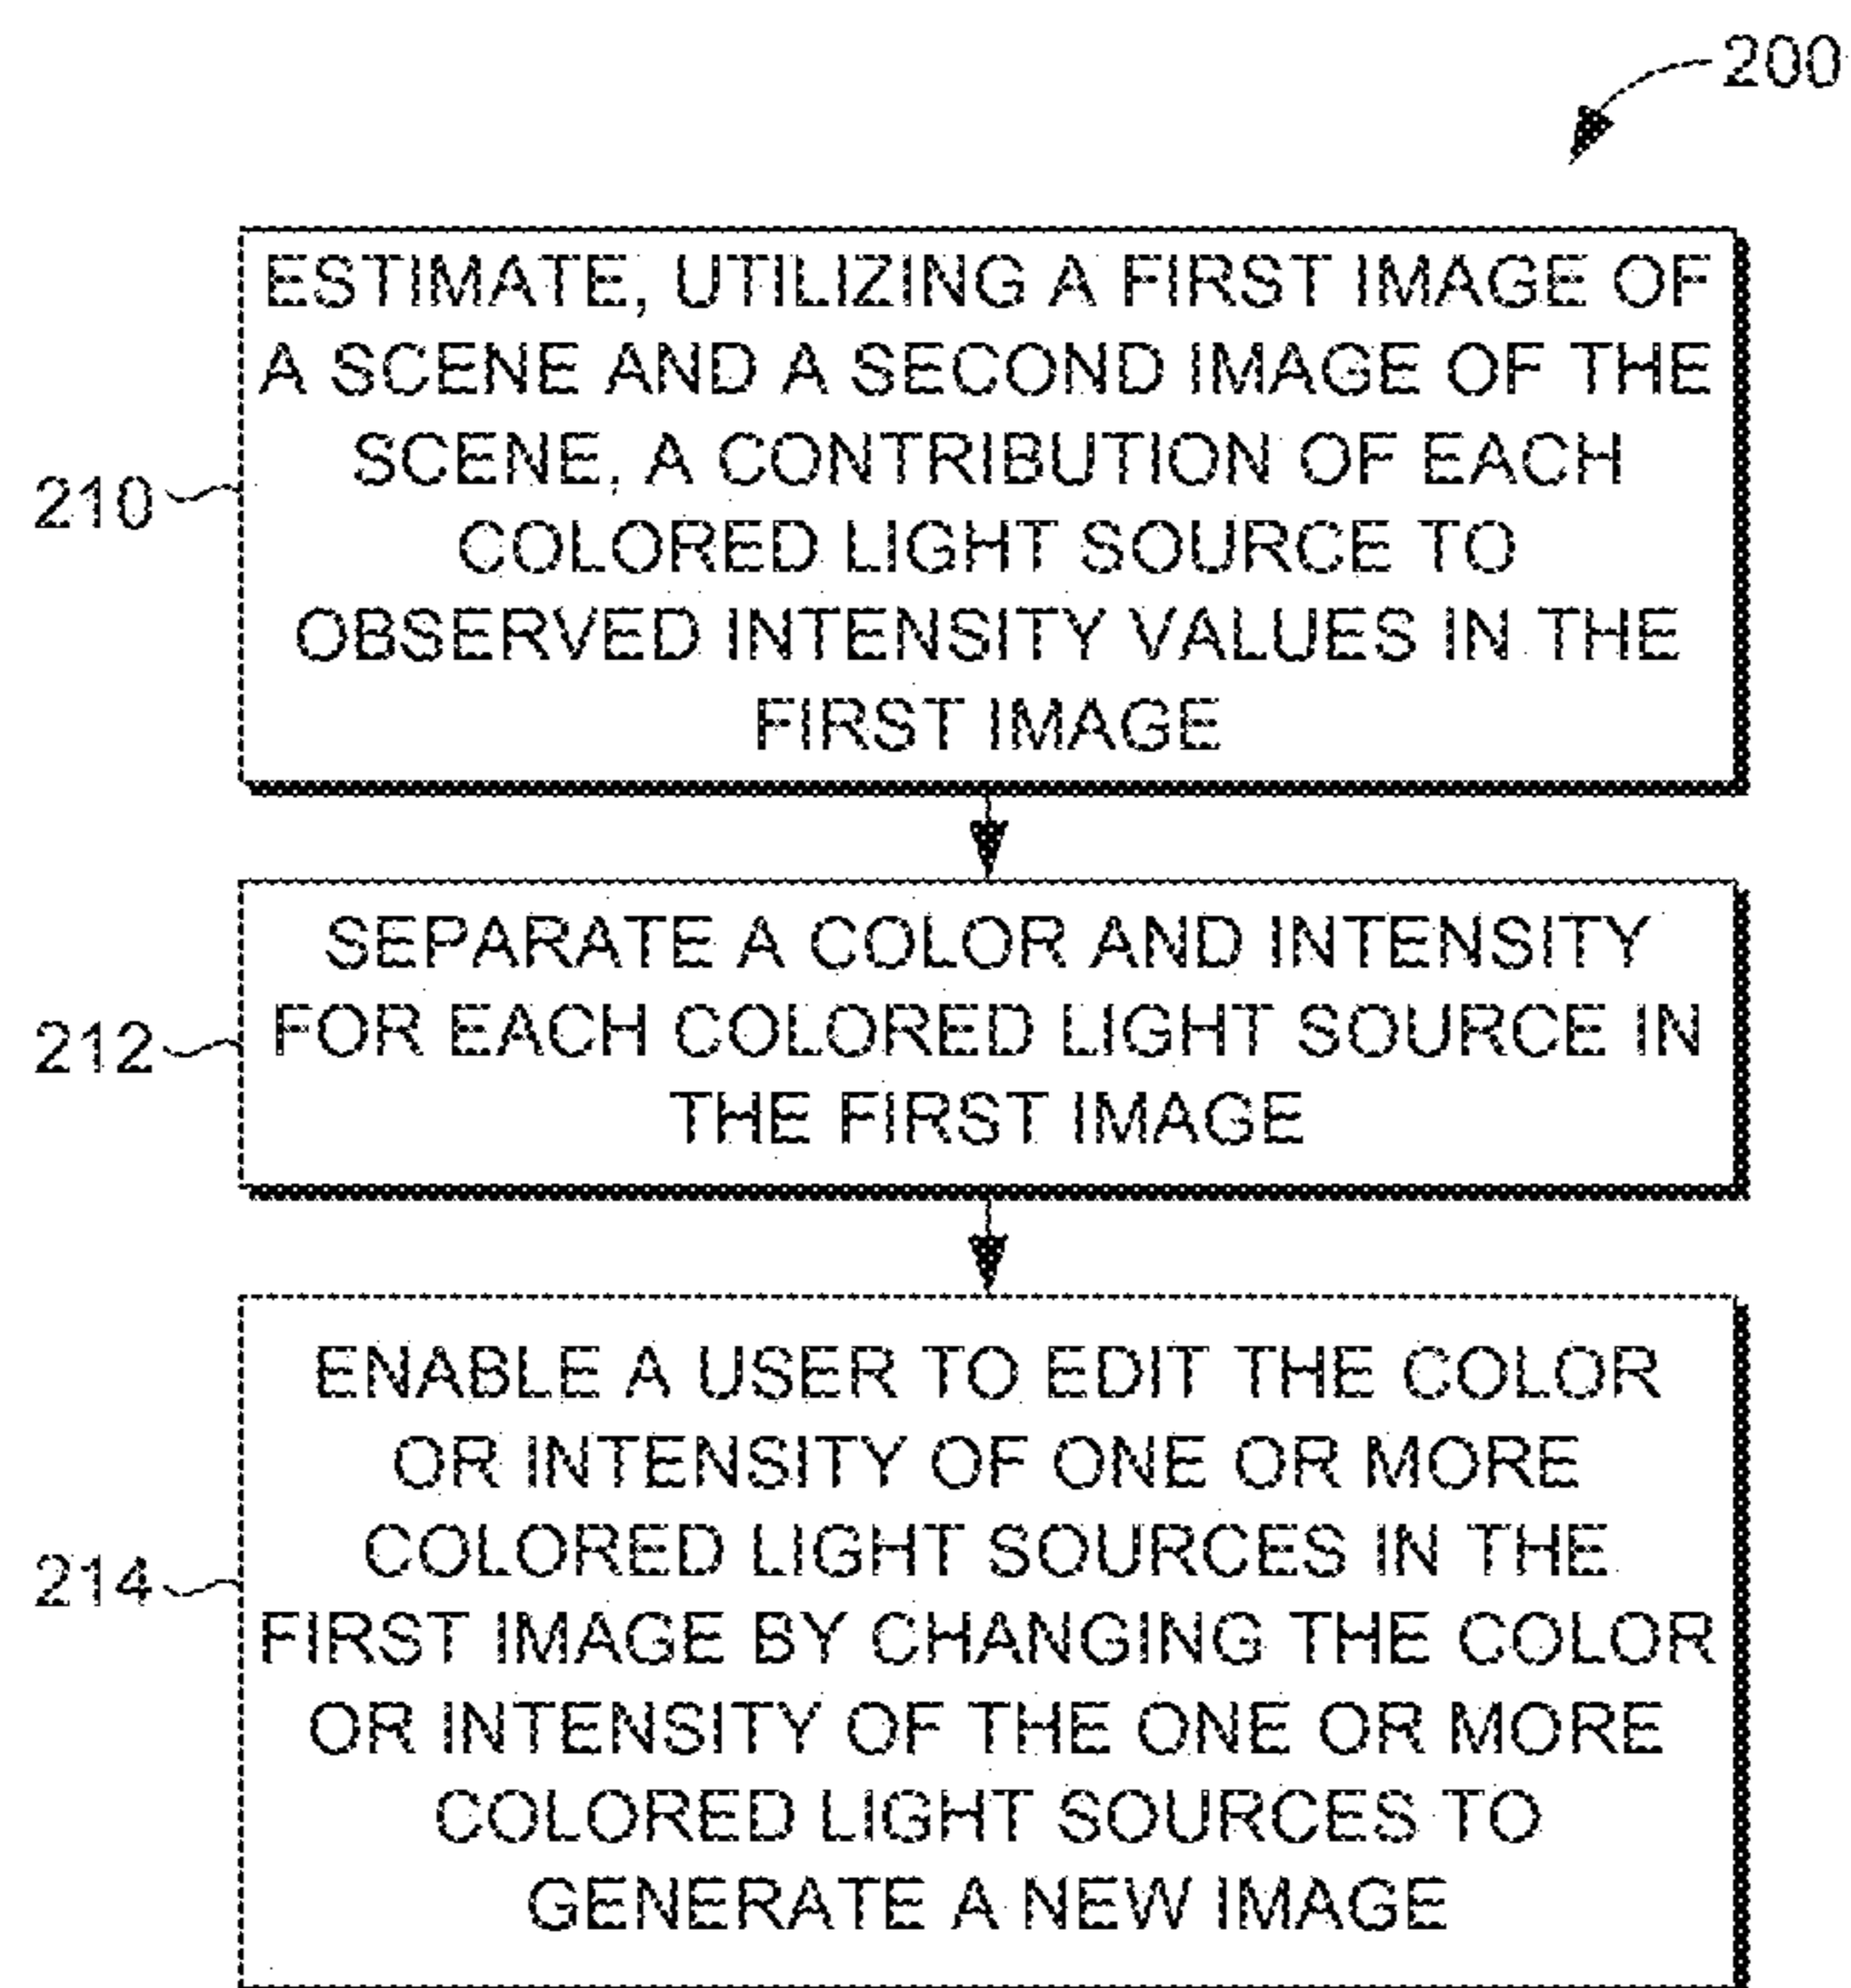 200
ESTIMATE, UTILIZING A FIRST IMAGE OF
A SCENE AND A SECOND IMAGE OF THE
SCENE, A CONTRIBUTION OF EACH
210
COLORED LIGHT SOURCE TO
OBSERVED INTENSITY VALUES IN THE
FIRST IMAGE
SEPARATE A COLOR AND INTENSITY
212
FOR EACH COLORED LIGHT SOURCE IN
THE FIRST IMAGE
ENABLE A USER TO EDIT THE COLOR
OR INTENSITY OF ONE OR MORE
COLORED LIGHT SOURCES IN THE
214
FIRST IMAGE BY CHANGING THE COLOR
OR INTENSITY OF THE ONE OR MORE
COLORED LIGHT SOURCES TO
GENERATE A NEW IMAGE